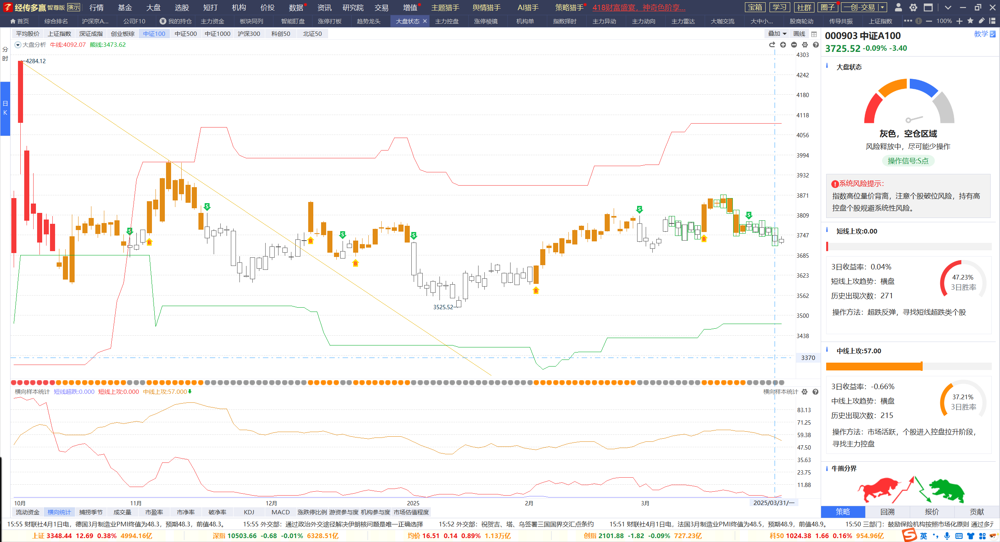 经传多赢 智尊版 演示 行情 基金 大盘 选股 短打 机构 价投 数据 资讯 研究院 交易 增值 主题猎手 舆情猎手 AI猎手 策略猎手 418财富盛宴，神奇色阶享... 宝箱 学习 社群 圈子 一创-交易
首页 综合排名 沪深京A... 公司F10 我的持仓 主力资金 板块同列 智能盯盘 涨停打板 趋势龙头 大盘状态 主力控盘 涨停棱镜 机构单 指数择时 主力异动 主力动向 主力雷达 大咖交流 大中小... 股商轮动 传导共振 上证指数 100%
平均股价 上证指数 深证成指 创业板综 中证100 中证500 中证1000 沪深300 科创50 北证50 叠加 画线
大盘分析 牛线:4092.07 熊线:3473.62
分时
日K
4284.12
3525.52
S
B
S
B
S
B
S
B
S
B
S
4303
4242
4180
4118
4056
3994
3932
3871
3809
3747
3685
3623
3562
3500
3438
3370
横向样本统计 短线超跌:0.000 短线上攻:0.000 中线上攻:57.000 横向样本统计
83.13
71.25
59.38
47.50
35.63
23.75
11.88
10月 11月 12月 2025 2月 3月 2025/03/31/一
流动资金 横向统计 捕捞季节 成交量 市盈率 市净率 破净率 KDJ MACD 涨跌停比例 游资参与度 机构参与度 市场估值程度
000903 中证A100 教学
3725.52 -0.09% -3.40
大盘状态
灰色，空仓区域
风险释放中，尽可能少操作
操作信号:S点
系统风险提示：
指数高位量价背离，注意个股破位风险，持有高
控盘个股规避系统性风险。
短线上攻:0.00
3日收益率：0.04%
短线上攻趋势：横盘
历史出现次数：271
47.23%
3日胜率
操作方法：超跌反弹，寻找短线超跌类个股
中线上攻:57.00
3日收益率：-0.66%
中线上攻趋势：横盘
历史出现次数：215
37.21%
3日胜率
操作方法：市场活跃，个股进入控盘拉升阶段，
寻找主力控盘
牛熊分界
策略 回溯 报价 贡献
15:55 财联社4月1日电，德国3月制造业PMI终值为48.3，预期48.3，前值48.3。 15:55 外交部：通过政治外交途径解决伊朗核问题是唯一正确选择 15:52 外交部：祝贺吉、塔、乌签署三国国界交汇点条约 15:51 财联社4月1日电，法国3月制造业PMI终值为48.5，预期48.9，前值48.9。 15:50 三部门：鼓励保险机构按照市场化原则 通过多元
上证 3348.44 12.69 0.38% 4994.16亿 深指 10503.66 -0.68 -0.01% 6328.51亿 均价 16.51 0.14 0.89% 1.13万亿 创指 2101.88 -1.82 -0.09% 727.23亿 科50 1024.38 1.66 0.16% 954.96亿 英